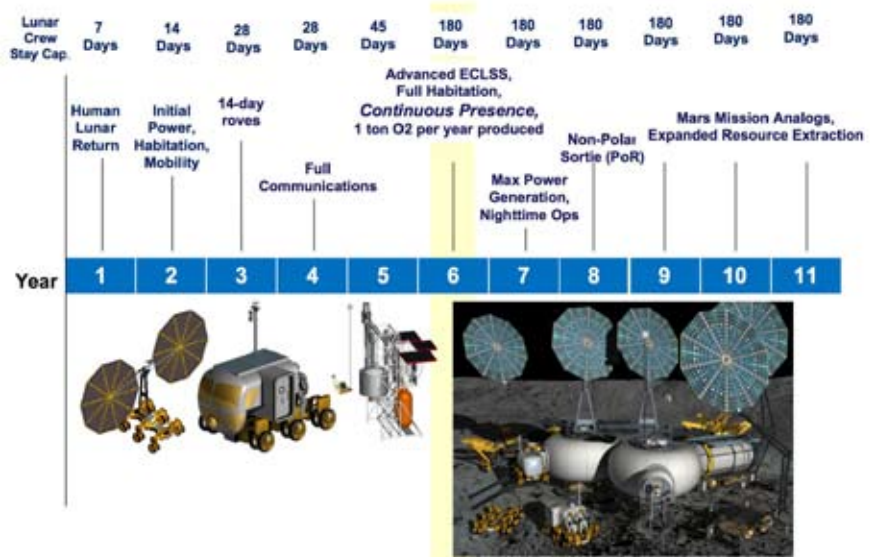 Lunar Crew Stay Cap.
7 Days
14 Days
28 Days
28 Days
45 Days
180 Days
180 Days
180 Days
180 Days
180 Days
180 Days
Human
Lunar
Return
Initial
Power,
Habitation,
Mobility
14-day
roves
Full
Communications
Advanced ECLSS,
Full Habitation,
Continuous Presence,
1 ton O2 per year produced
Max Power
Generation,
Nighttime Ops
Non-Polar
Sortie (PoR)
Mars Mission Analogs,
Expanded Resource Extraction
Year 1 2 3 4 5 6 7 8 9 10 11